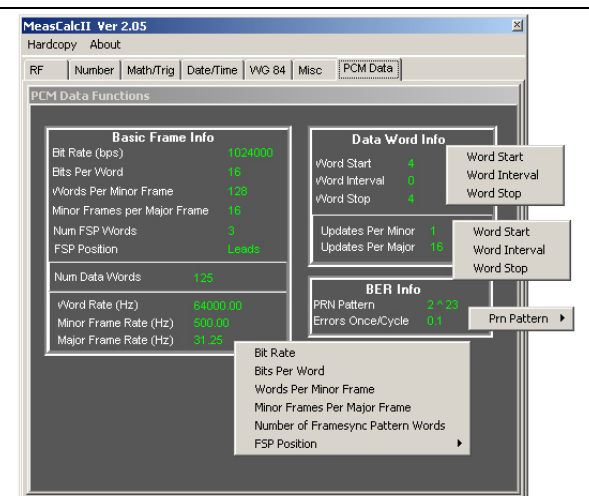 MeasCalcII Ver 2.05
Hardcopy About
RF Number Math/Trig Date/Time WG 84 Misc PCM Data
PCM Data Functions
Basic Frame Info
Bit Rate (bps) 1024000
Bits Per Word 16
Words Per Minor Frame 128
Minor Frames per Major Frame 16
Num FSP Words 3
FSP Position Leads
Num Data Words 125
Word Rate (Hz) 64000.00
Minor Frame Rate (Hz) 500.00
Major Frame Rate (Hz) 31.25
Data Word Info
Word Start 4
Word Interval 0
Word Stop 4
Updates Per Minor 1
Updates Per Major 16
BER Info
PRN Pattern 2 ^ 23
Errors Once/Cycle 0.1
Word Start
Word Interval
Word Stop
Word Start
Word Interval
Word Stop
Prn Pattern
Bit Rate
Bits Per Word
Words Per Minor Frame
Minor Frames Per Major Frame
Number of Framesync Pattern Words
FSP Position